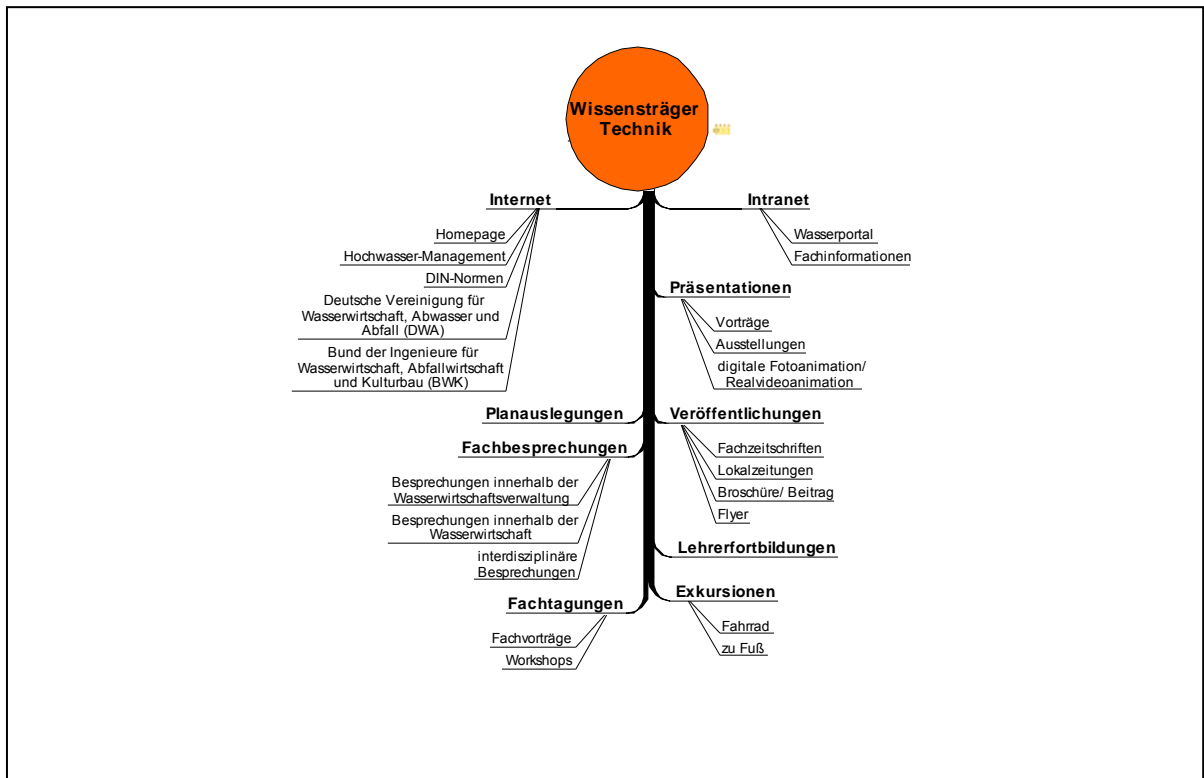 Wissensträger
Technik
Internet
Homepage
Hochwasser-Management
DIN-Normen
Deutsche Vereinigung für
Wasserwirtschaft, Abwasser und
Abfall (DWA)
Bund der Ingenieure für
Wasserwirtschaft, Abfallwirtschaft
und Kulturbau (BWK)
Planauslegungen
Fachbesprechungen
Besprechungen innerhalb der
Wasserwirtschaftsverwaltung
Besprechungen innerhalb der
Wasserwirtschaft
interdisziplinäre
Besprechungen
Fachtagungen
Fachvorträge
Workshops
Intranet
Wasserportal
Fachinformationen
Präsentationen
Vorträge
Ausstellungen
digitale Fotoanimation/
Realvideoanimation
Veröffentlichungen
Fachzeitschriften
Lokalzeitungen
Broschüre/ Beitrag
Flyer
Lehrerfortbildungen
Exkursionen
Fahrrad
zu Fuß